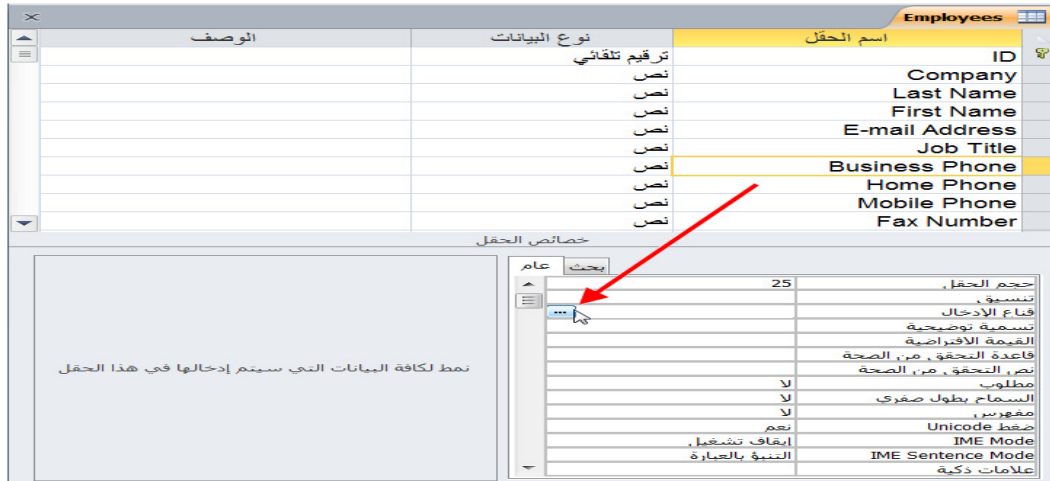 Employees
اسم الحقل نوع البيانات الوصف
ID ترقيم تلقائي
Company نص
Last Name نص
First Name نص
E-mail Address نص
Job Title نص
Business Phone نص
Home Phone نص
Mobile Phone نص
Fax Number نص
خصائص الحقل
عام بحث
حجم الحقل 25
تنسيق
قناع الإدخال
تسمية توضيحية
القيمة الافتراضية
قاعدة التحقق من الصحة
نص التحقق من الصحة
مطلوب لا
السماح بطول صفري لا
مفهرس لا
ضغط Unicode نعم
IME Mode إيقاف تشغيل
IME Sentence Mode التنبؤ بالعبارة
علامات ذكية
نمط لكافة البيانات التي سيتم إدخالها في هذا الحقل